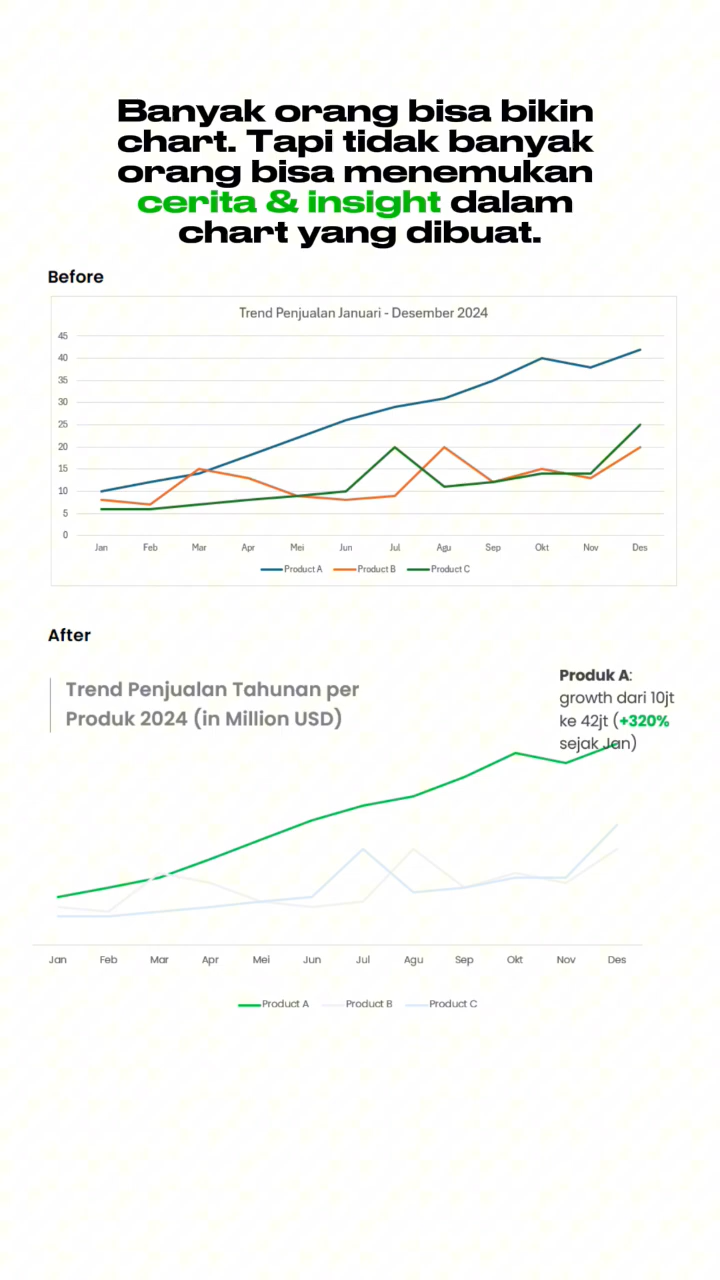 Banyak orang bisa bikin
chart. Tapi tidak banyak
orang bisa menemukan
cerita & insight dalam
chart yang dibuat.
Before
Trend Penjualan Januari - Desember 2024
45
40
35
30
25
20
15
10
5
0
Jan Feb Mar Apr Mei Jun Jul Agu Sep Okt Nov Des
Product A Product B Product C
After
Trend Penjualan Tahunan per
Produk 2024 (in Million USD)
Produk A:
growth dari 10jt
ke 42jt (+320%
sejak Jan)
Jan Feb Mar Apr Mei Jun Jul Agu Sep Okt Nov Des
Product A Product B Product C